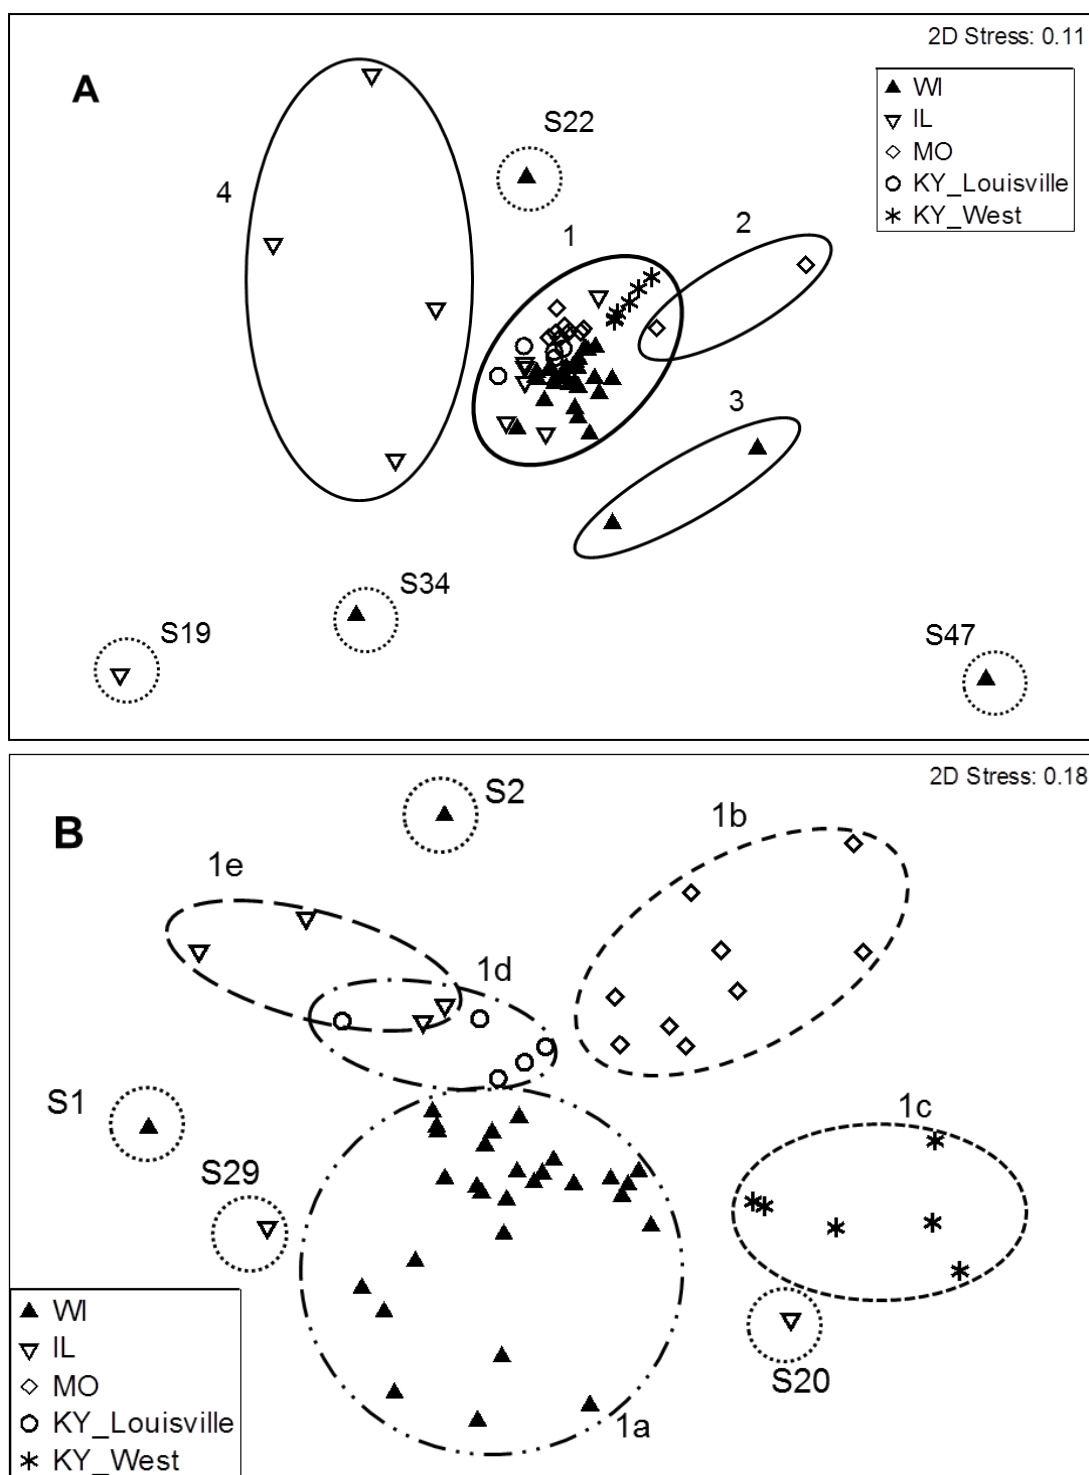 2D Stress: 0.11
A
WI
IL
MO
KY_Louisville
KY_West
S22
4
1
2
3
S34
S19
S47
2D Stress: 0.18
B
S2
1b
1e
1d
S1
1c
S29
WI
IL
MO
KY_Louisville
KY_West
S20
1a